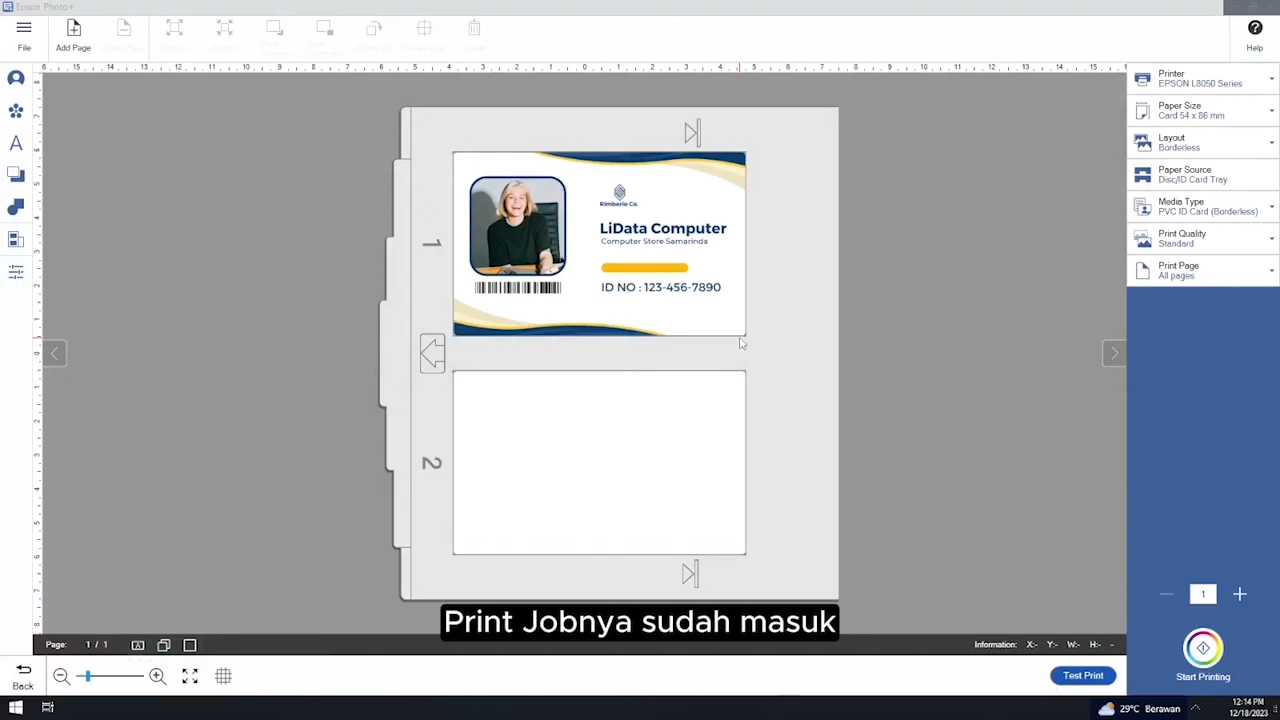 Epson Photo+
File
Add Page
Help
Printer
EPSON L8050 Series
Paper Size
Card 54 x 86 mm
Layout
Borderless
Paper Source
Disc/ID Card Tray
Media Type
PVC ID Card (Borderless)
Print Quality
Standard
Print Page
All pages
1
Rimberio Co.
LiData Computer
Computer Store Samarinda
ID NO : 123-456-7890
2
Print Jobnya sudah masuk
1
Start Printing
Page: 1 / 1
Information: X:- Y:- W:- H:- -
Back
Test Print
29°C Berawan
12:14 PM
12/18/2023